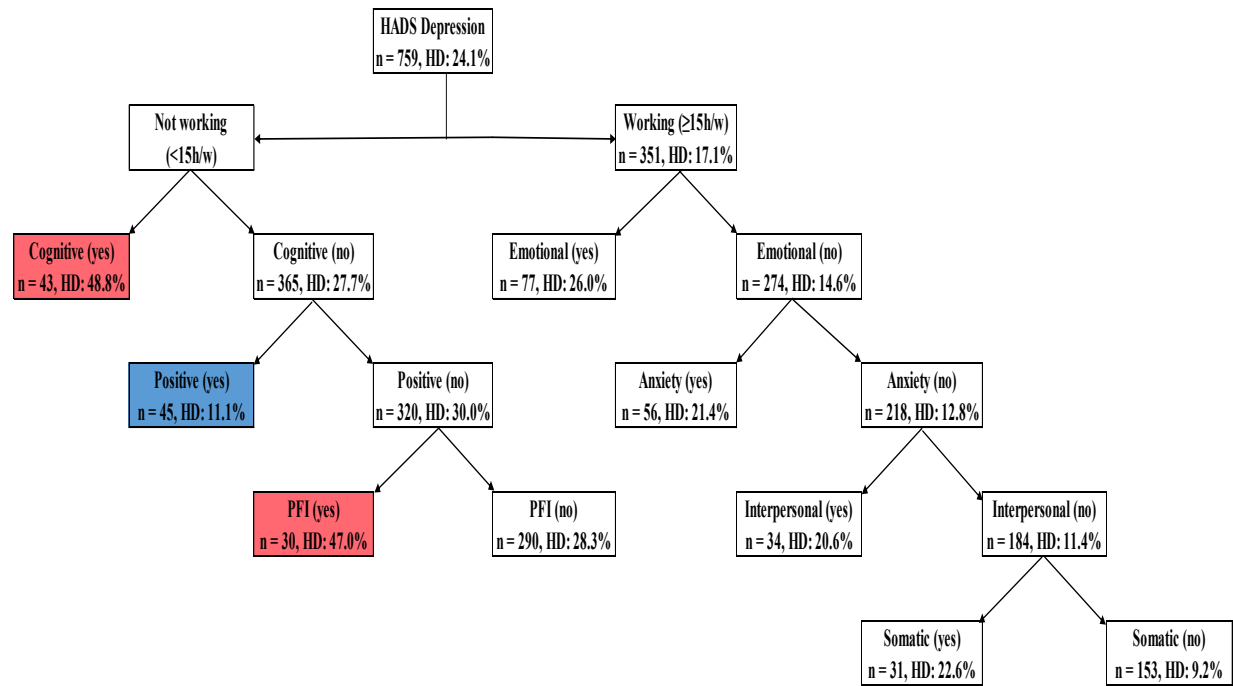 HADS Depression
n = 759, HD: 24.1%
Not working
(<15h/w)
Working (≥15h/w)
n = 351, HD: 17.1%
Cognitive (yes)
n = 43, HD: 48.8%
Cognitive (no)
n = 365, HD: 27.7%
Emotional (yes)
n = 77, HD: 26.0%
Emotional (no)
n = 274, HD: 14.6%
Positive (yes)
n = 45, HD: 11.1%
Positive (no)
n = 320, HD: 30.0%
Anxiety (yes)
n = 56, HD: 21.4%
Anxiety (no)
n = 218, HD: 12.8%
PFI (yes)
n = 30, HD: 47.0%
PFI (no)
n = 290, HD: 28.3%
Interpersonal (yes)
n = 34, HD: 20.6%
Interpersonal (no)
n = 184, HD: 11.4%
Somatic (yes)
n = 31, HD: 22.6%
Somatic (no)
n = 153, HD: 9.2%